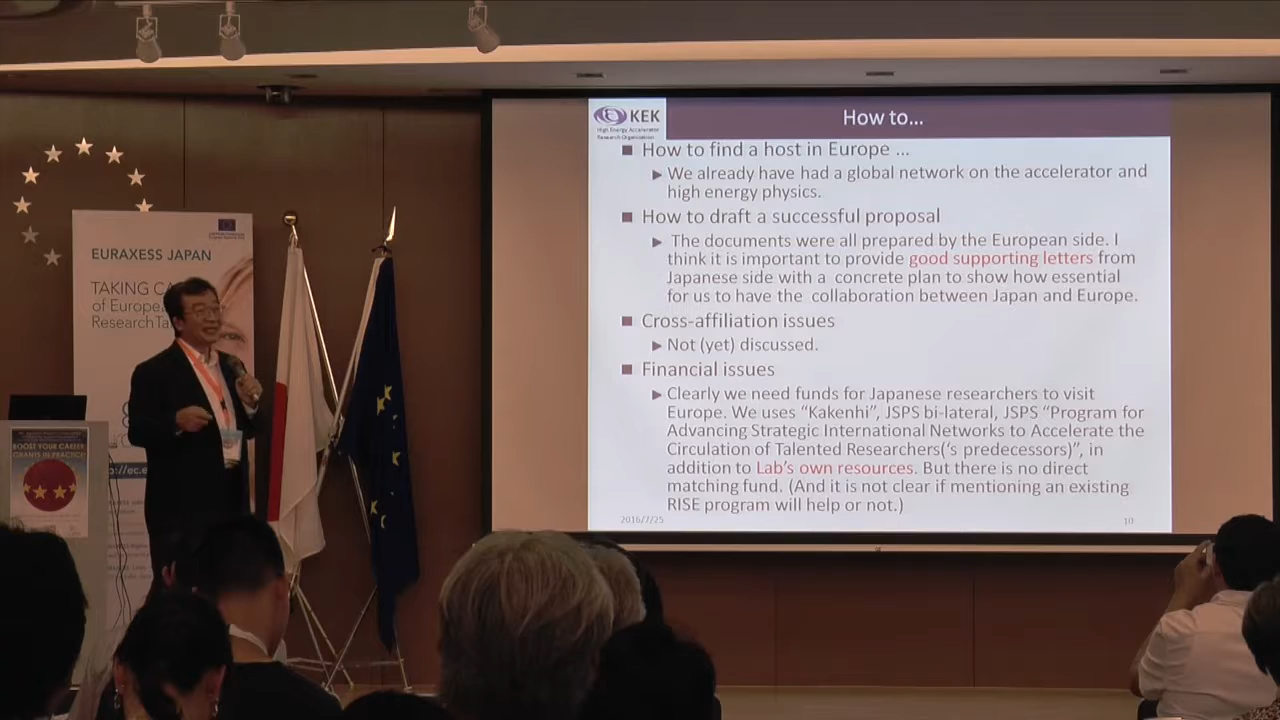 KEK
High Energy Accelerator
Research Organization
How to...
How to find a host in Europe ...
We already have had a global network on the accelerator and
high energy physics.
How to draft a successful proposal
The documents were all prepared by the European side. I
think it is important to provide good supporting letters from
Japanese side with a concrete plan to show how essential
for us to have the collaboration between Japan and Europe.
Cross-affiliation issues
Not (yet) discussed.
Financial issues
Clearly we need funds for Japanese researchers to visit
Europe. We uses "Kakenhi", JSPS bi-lateral, JSPS "Program for
Advancing Strategic International Networks to Accelerate the
Circulation of Talented Researchers('s predecessors)", in
addition to Lab's own resources. But there is no direct
matching fund. (And it is not clear if mentioning an existing
RISE program will help or not.)
2016/7/25
10
EURAXESS JAPAN
TAKING
of
Research
BOOST YOUR CAREER:
GRANTS IN PRACTICE